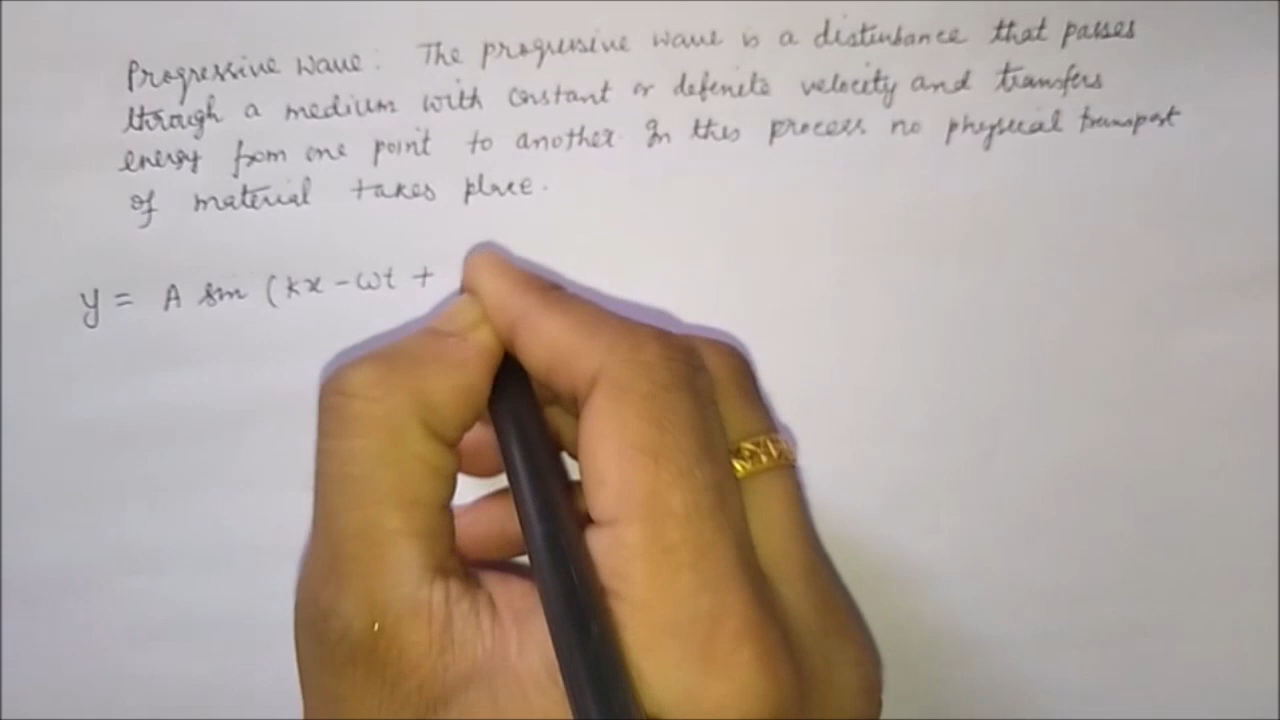 Progressive wave : The progressive wave is a disturbance that passes
through a medium with constant or definite velocity and transfers
energy from one point to another. In this process no physical transport
of material takes place.
y = A sin (kx - ωt +